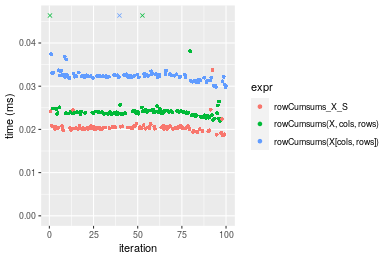 0.04
0.03
0.02
0.01
0.00
0
25
50
75
100
iteration
time (ms)
expr
rowCumsums_X_S
rowCumsums(X, cols, rows)
rowCumsums(X[cols, rows])